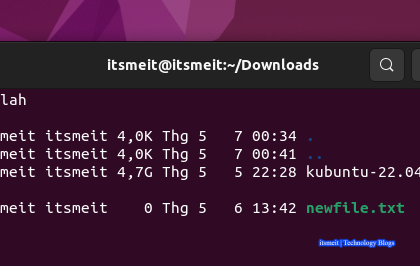 itsmeit@itsmeit:~/Downloads
lah
meit itsmeit 4,0K Thg 5 7 00:34 .
meit itsmeit 4,0K Thg 5 7 00:41 ..
meit itsmeit 4,7G Thg 5 5 22:28 kubuntu-22.04
meit itsmeit 0 Thg 5 6 13:42 newfile.txt
itsmeit | Technology Blogs